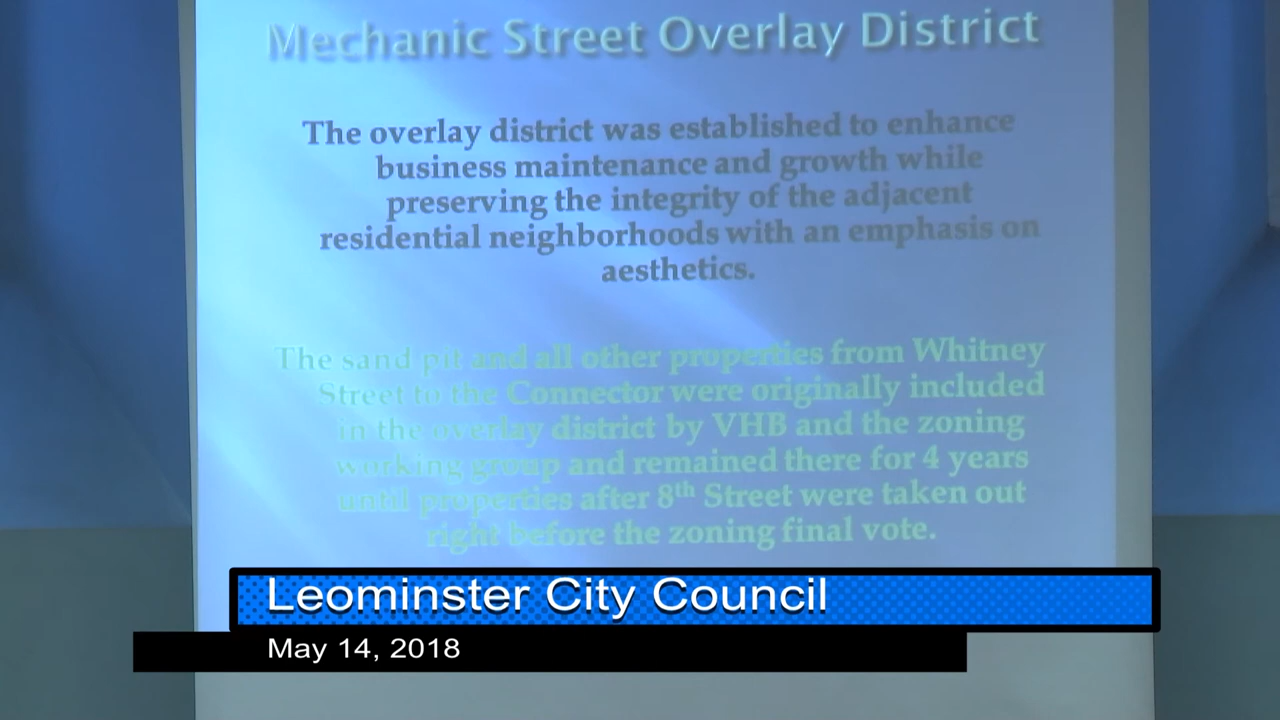 Mechanic Street Overlay District
The overlay district was established to enhance
business maintenance and growth while
preserving the integrity of the adjacent
residential neighborhoods with an emphasis on
aesthetics.
The sand pit and all other properties from Whitney
Street to the Connector were originally included
in the overlay district by VHB and the zoning
working group and remained there for 4 years
until properties after 8th Street were taken out
right before the zoning final vote.
Leominster City Council
May 14, 2018